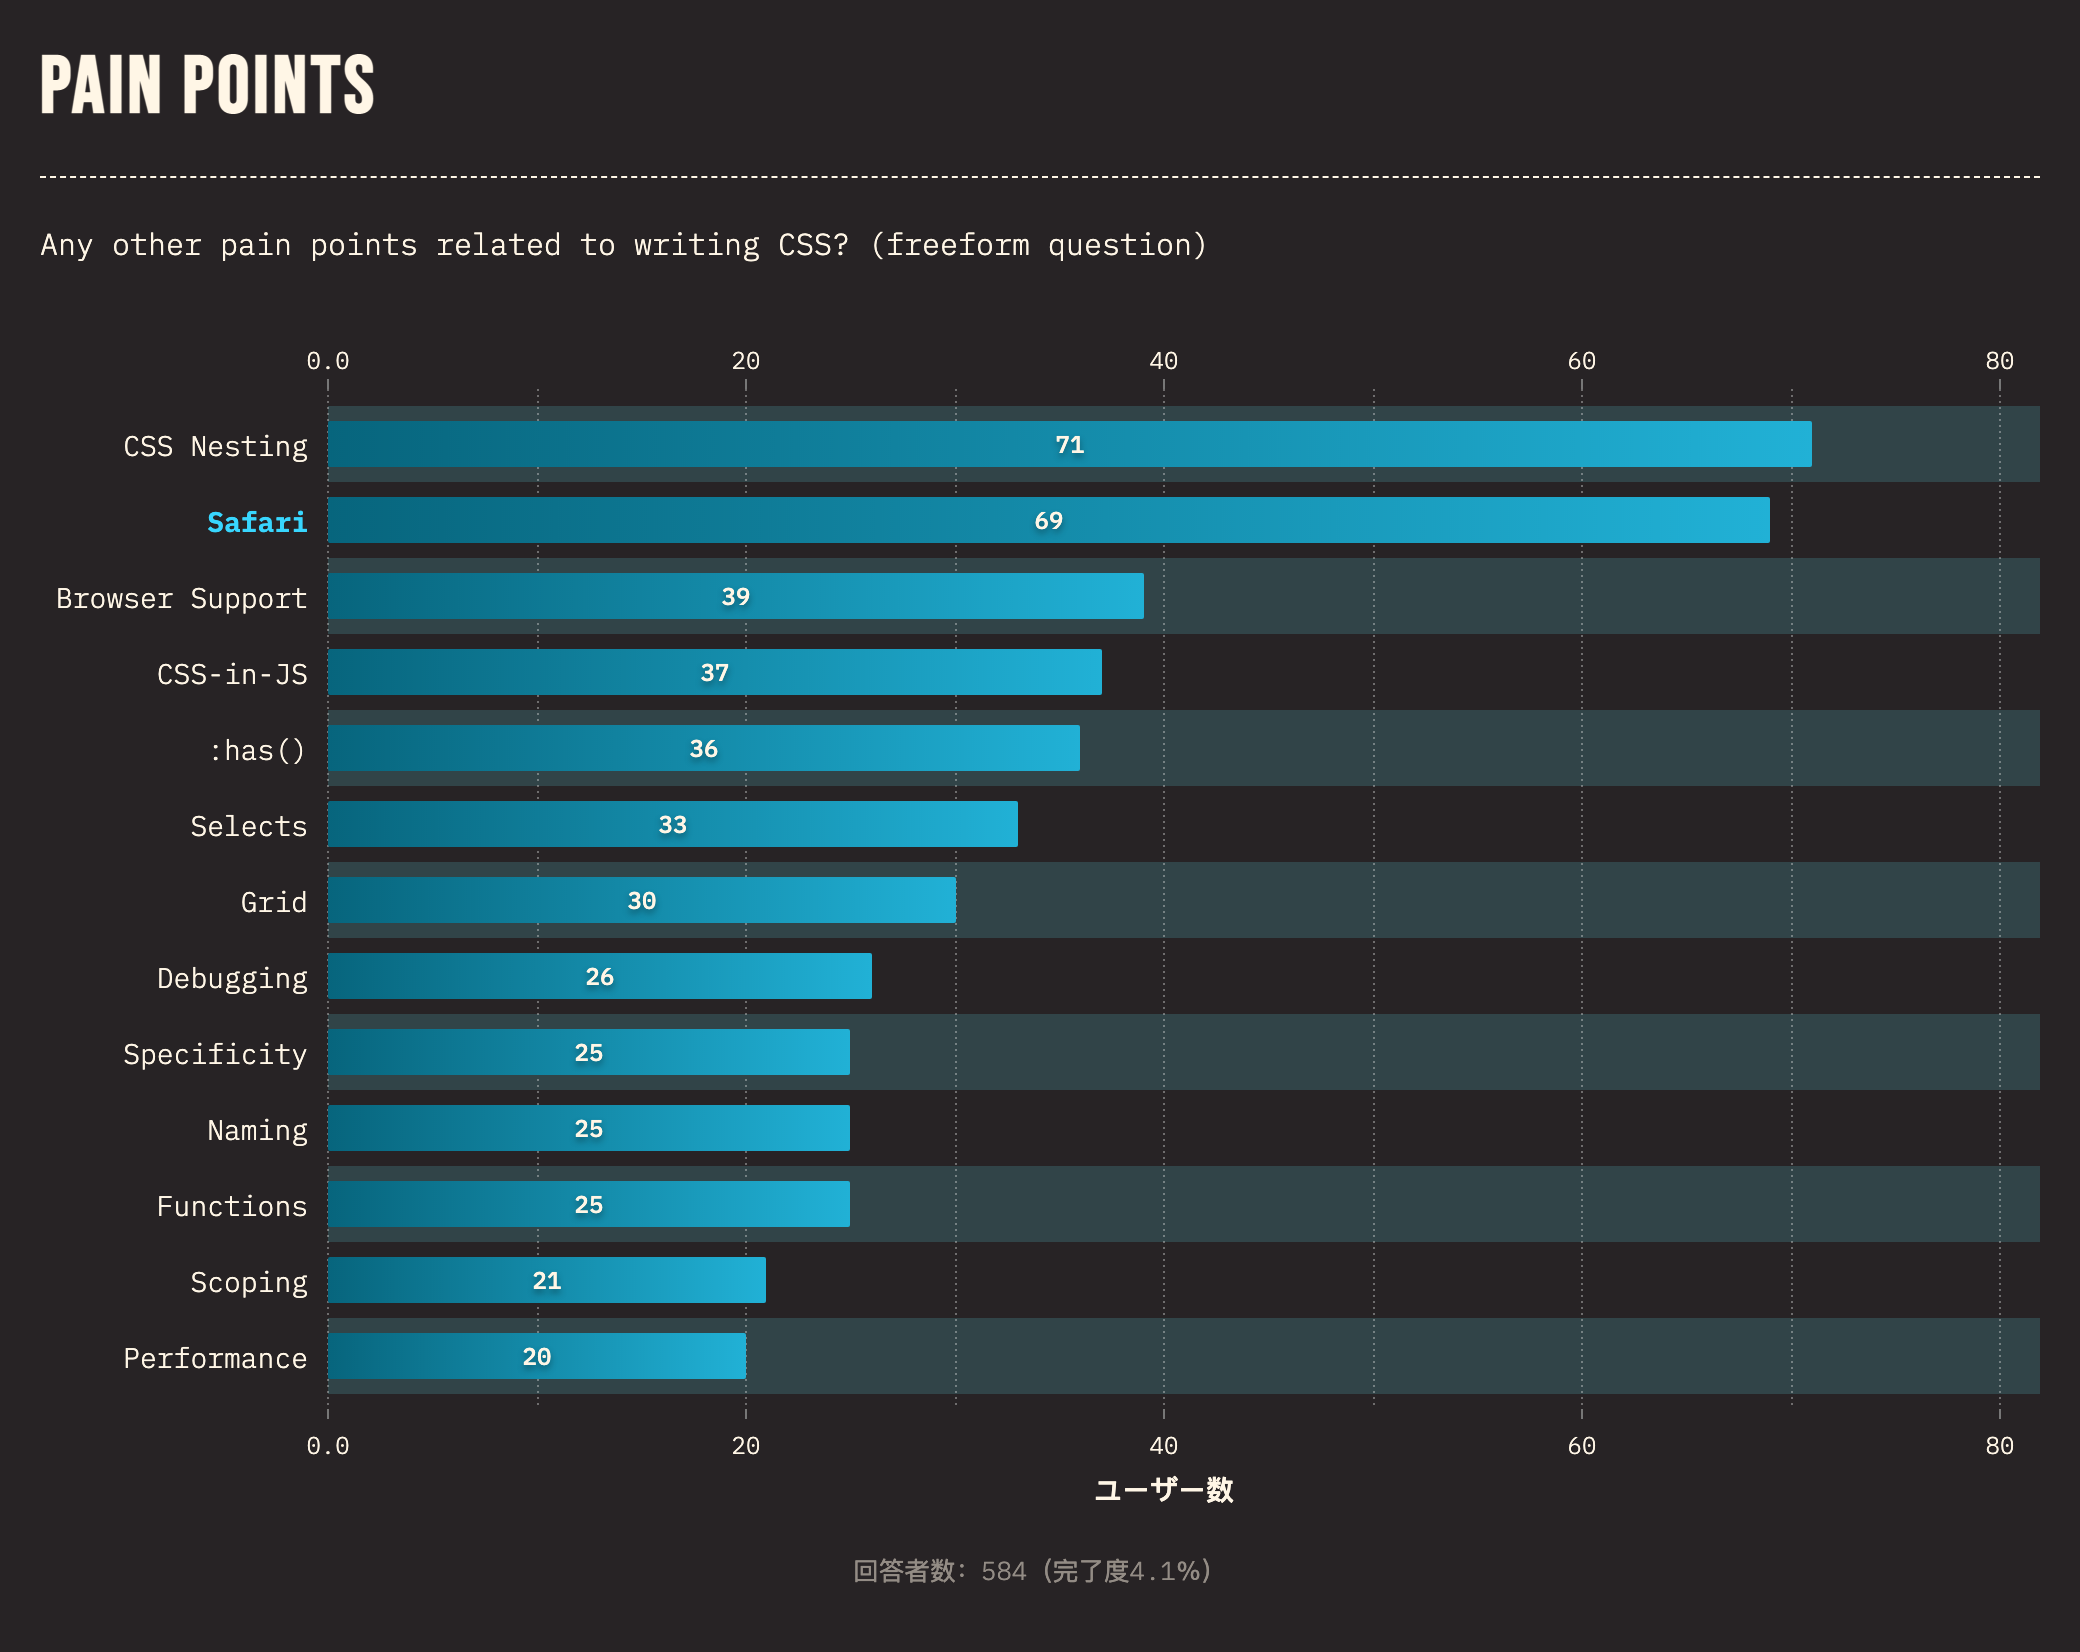 PAIN POINTS
Any other pain points related to writing CSS? (freeform question)
0.0 20 40 60 80
CSS Nesting 71
Safari 69
Browser Support 39
CSS-in-JS 37
:has() 36
Selects 33
Grid 30
Debugging 26
Specificity 25
Naming 25
Functions 25
Scoping 21
Performance 20
0.0 20 40 60 80
ユーザー数
回答者数: 584 (完了度4.1%)